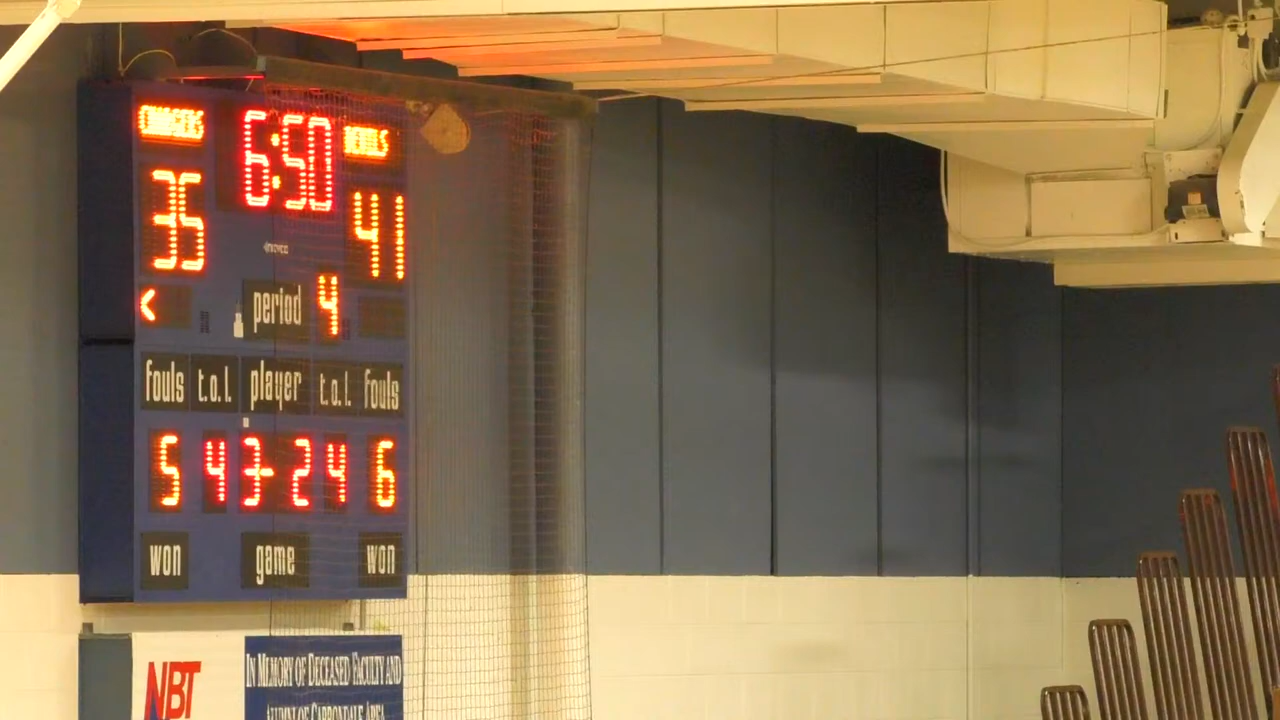 CHARGERS 6:50 DEVILS
35 41
< period 4
fouls t.o.l. player t.o.l. fouls
5 4 3-2 4 6
won game won
NBT
IN MEMORY OF DECEASED FACULTY AND
ALUMNI OF CARBONDALE AREA